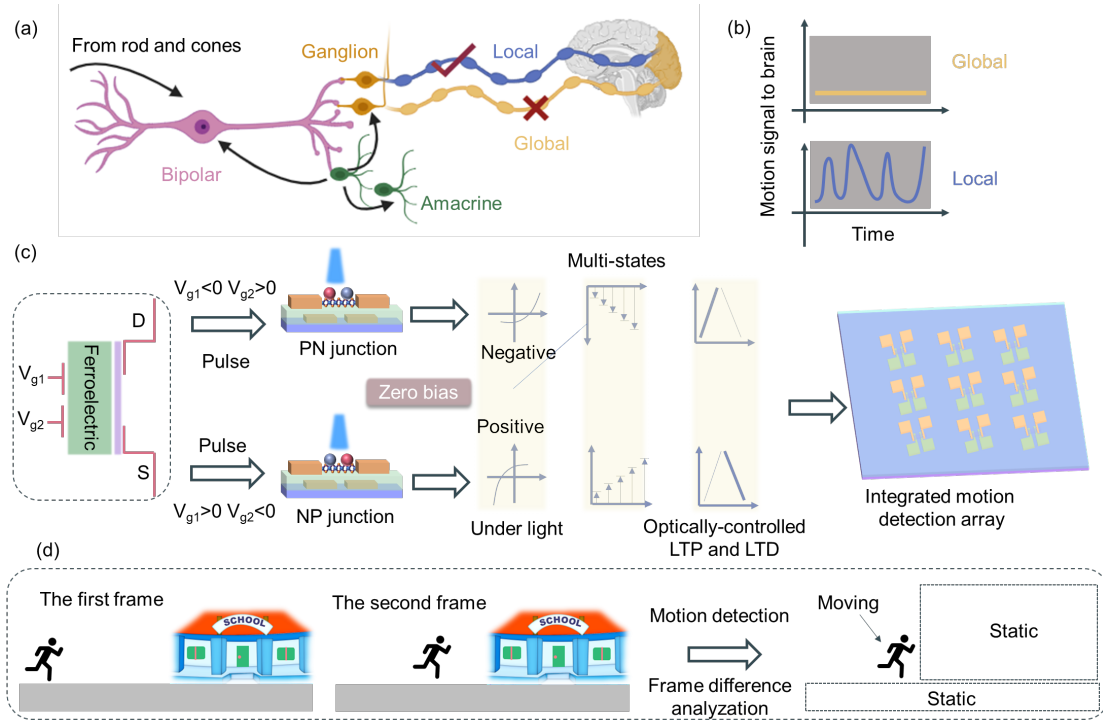 (a)
From rod and cones
Ganglion
Local
Global
Bipolar
Amacrine
(b)
Motion signal to brain
Global
Local
Time
(c)
D
Ferroelectric
Vg1
Vg2
S
Vg1<0 Vg2>0
Pulse
PN junction
Pulse
Vg1>0 Vg2<0
NP junction
Zero bias
Multi-states
Negative
Positive
Under light
Optically-controlled
LTP and LTD
Integrated motion
detection array
(d)
The first frame
SCHOOL
The second frame
SCHOOL
Motion detection
Frame difference
analyzation
Moving
Static
Static